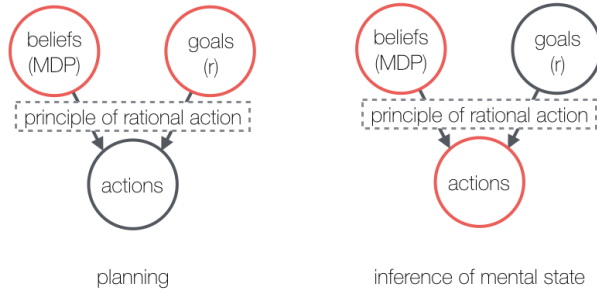 beliefs
(MDP)
goals
(r)
principle of rational action
actions
planning
beliefs
(MDP)
goals
(r)
principle of rational action
actions
inference of mental state